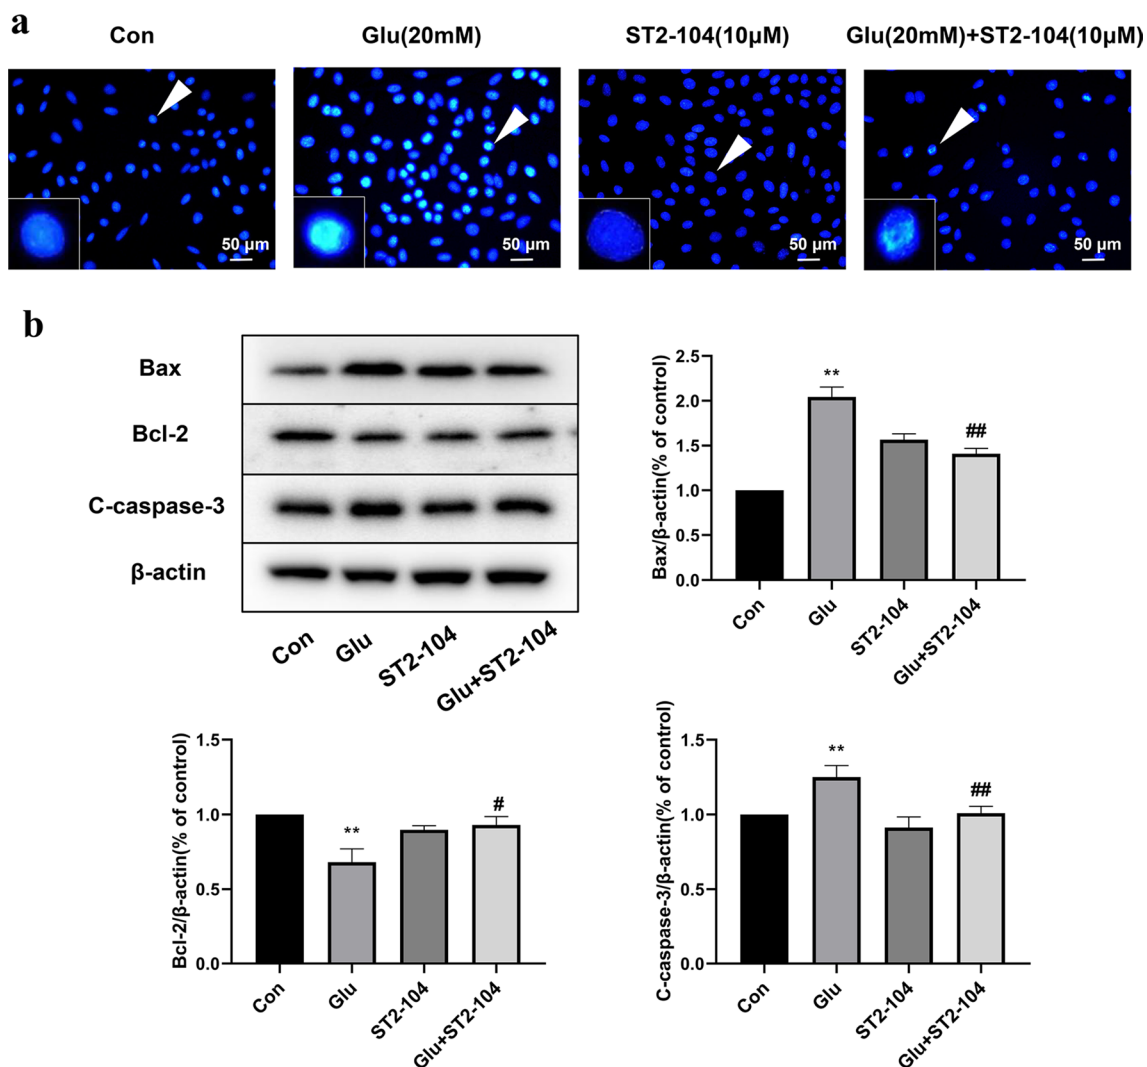 a
Con
Glu(20mM)
ST2-104(10μM)
Glu(20mM)+ST2-104(10μM)
50 μm
50 μm
50 μm
50 μm
b
Bax
Bcl-2
C-caspase-3
β-actin
Con
Glu
ST2-104
Glu+ST2-104
Bax/β-actin(% of control)
2.5
2.0
1.5
1.0
0.5
0.0
**
##
Con
Glu
ST2-104
Glu+ST2-104
Bcl-2/β-actin(% of control)
1.5
1.0
0.5
0.0
**
#
Con
Glu
ST2-104
Glu+ST2-104
C-caspase-3/β-actin(% of control)
1.5
1.0
0.5
0.0
**
##
Con
Glu
ST2-104
Glu+ST2-104